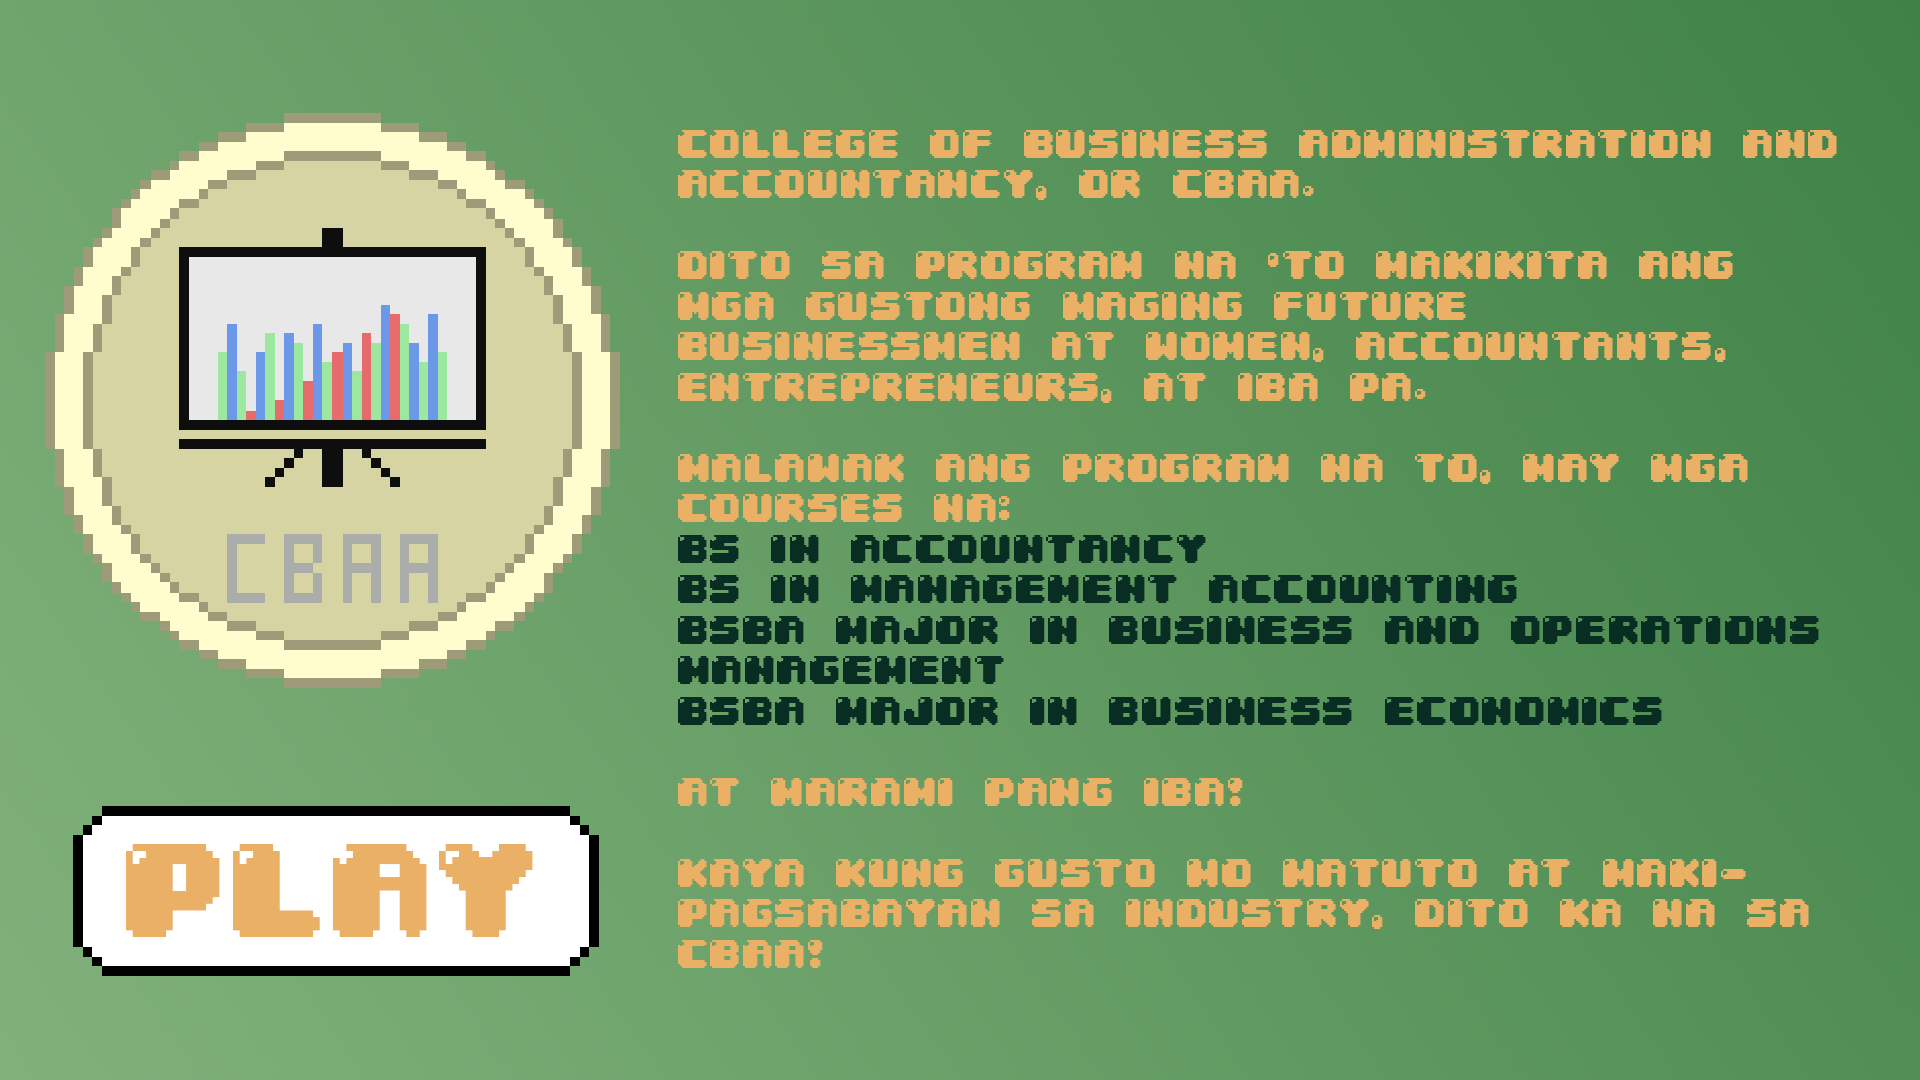 COLLEGE OF BUSINESS ADMINISTRATION AND
ACCOUNTANCY, OR CBAA.
DITO SA PROGRAM NA 'TO MAKIKITA ANG
MGA GUSTONG MAGING FUTURE
BUSINESSMEN AT WOMEN, ACCOUNTANTS,
ENTREPRENEURS, AT IBA PA.
MALAWAK ANG PROGRAM NA TO, MAY MGA
COURSES NA:
BS IN ACCOUNTANCY
BS IN MANAGEMENT ACCOUNTING
BSBA MAJOR IN BUSINESS AND OPERATIONS
MANAGEMENT
BSBA MAJOR IN BUSINESS ECONOMICS
AT MARAMI PANG IBA!
KAYA KUNG GUSTO MO MATUTO AT MAKI-
PAGSABAYAN SA INDUSTRY, DITO KA NA SA
CBAA!
CBAA
PLAY